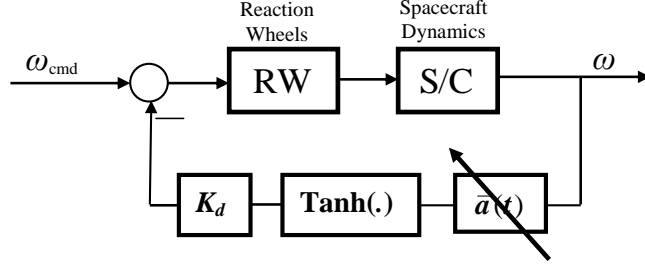 Reaction
Wheels
Spacecraft
Dynamics
ω_cmd
RW
S/C
ω
K_d
Tanh(.)
ā(t)